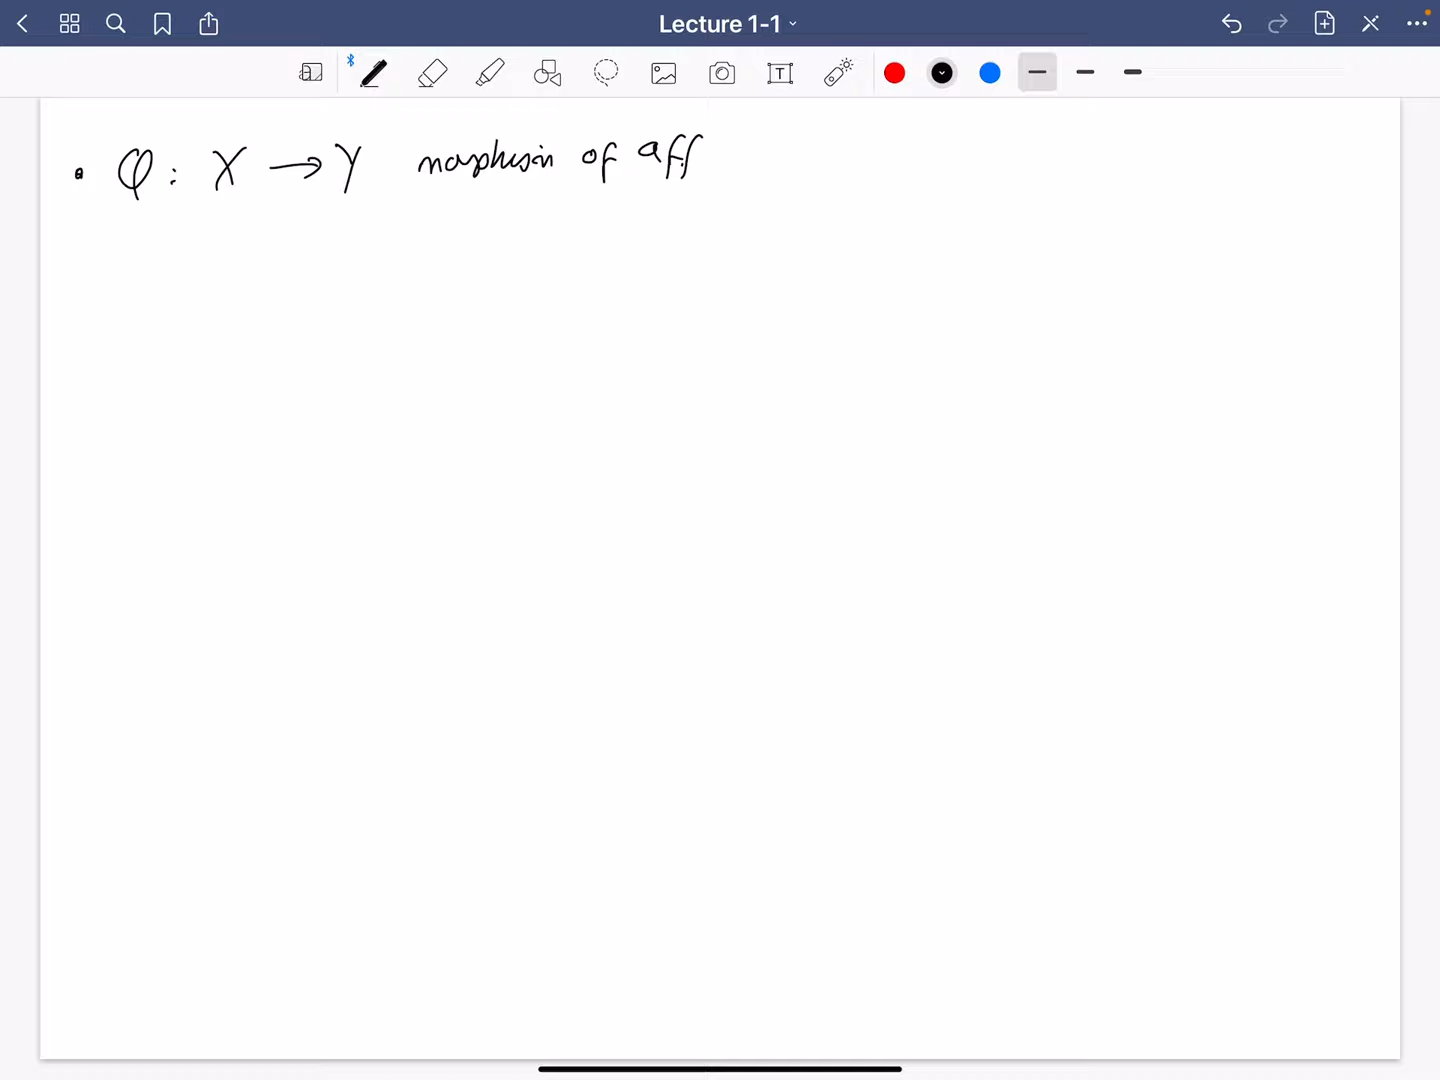 Lecture 1-1
• φ: X → Y morphism of aff